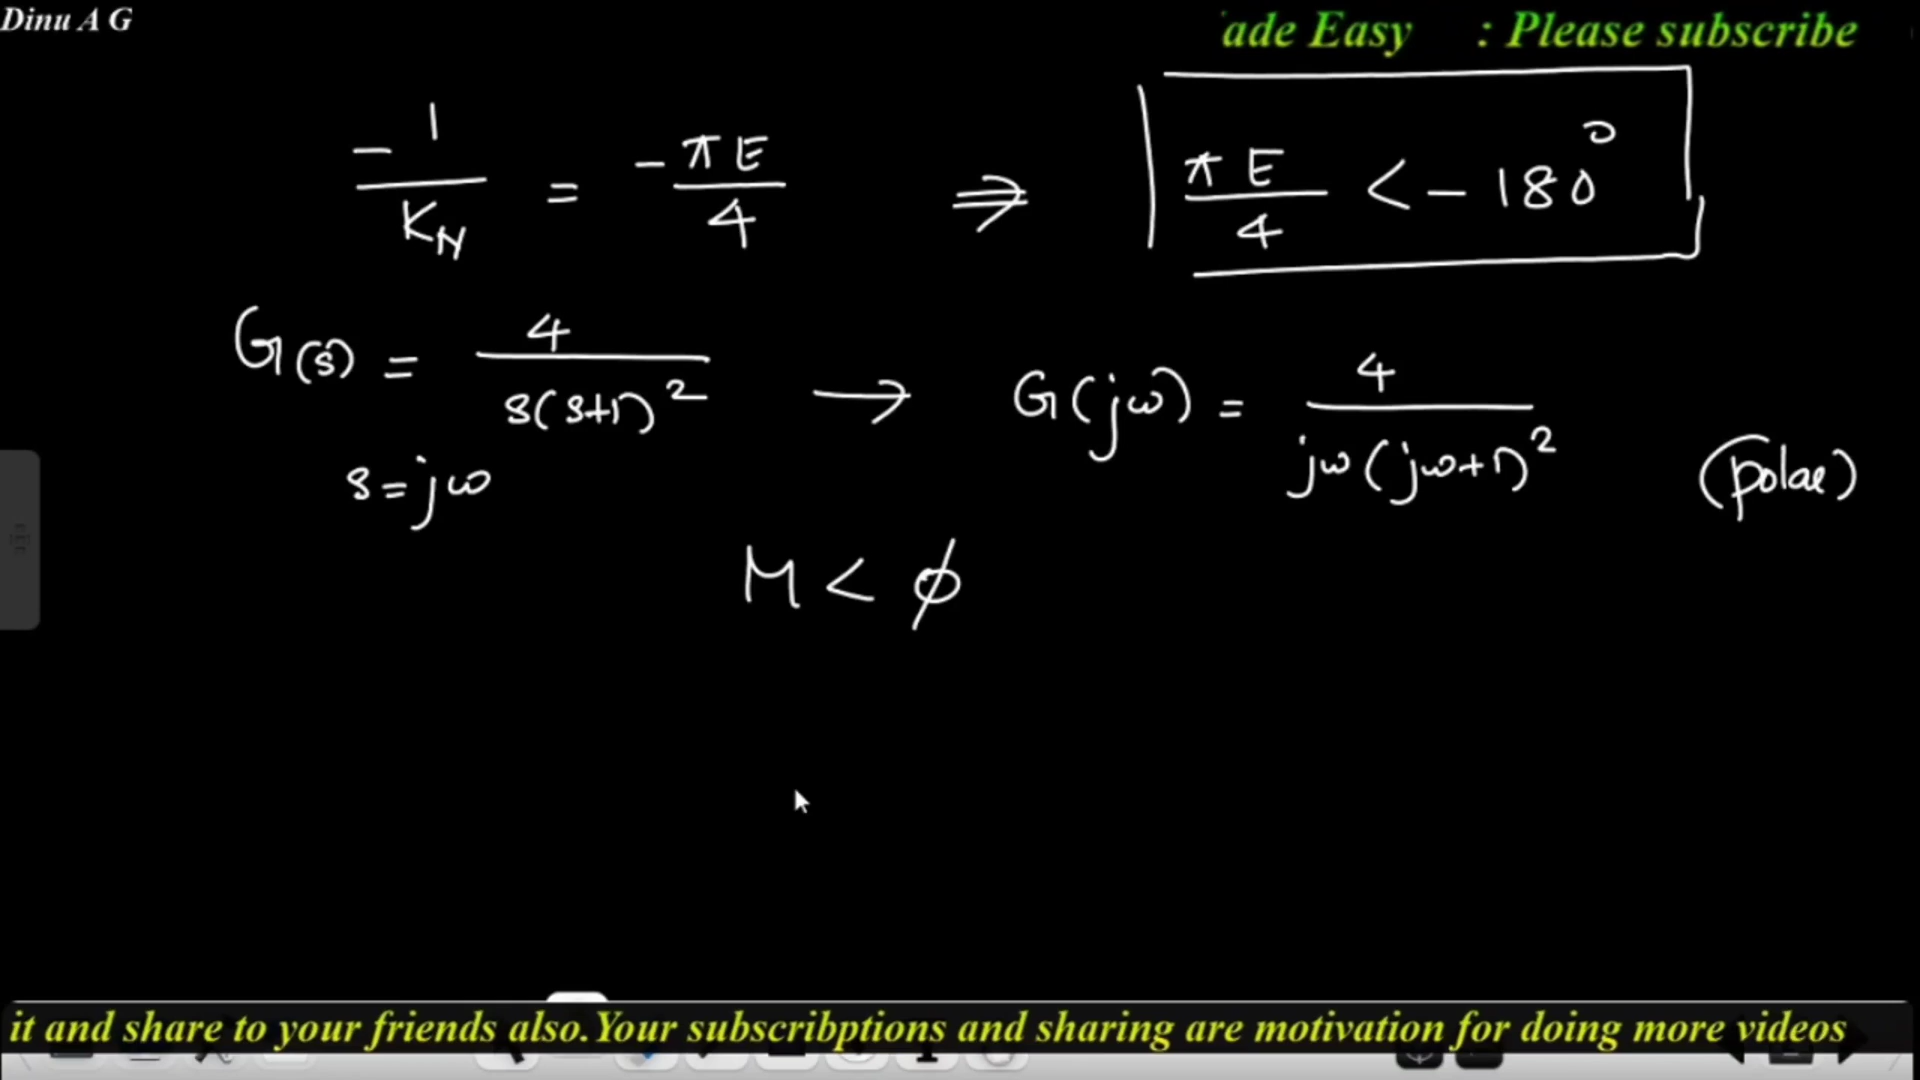 Dinu A G
ade Easy : Please subscribe
-1/K_N = -πE/4 ⇒ πE/4 < -180°
G(s) = 4/s(s+1)² → G(jω) = 4/jω(jω+1)² (polar)
s=jω
M < φ
it and share to your friends also.Your subscribptions and sharing are motivation for doing more videos